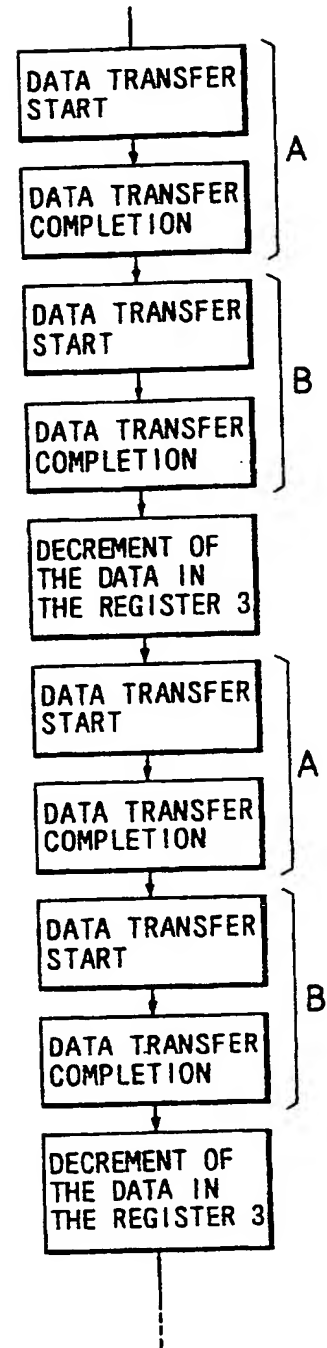 DATA TRANSFER
START
A
DATA TRANSFER
COMPLETION
DATA TRANSFER
START
B
DATA TRANSFER
COMPLETION
DECREMENT OF
THE DATA IN
THE REGISTER 3
DATA TRANSFER
START
A
DATA TRANSFER
COMPLETION
DATA TRANSFER
START
B
DATA TRANSFER
COMPLETION
DECREMENT OF
THE DATA IN
THE REGISTER 3